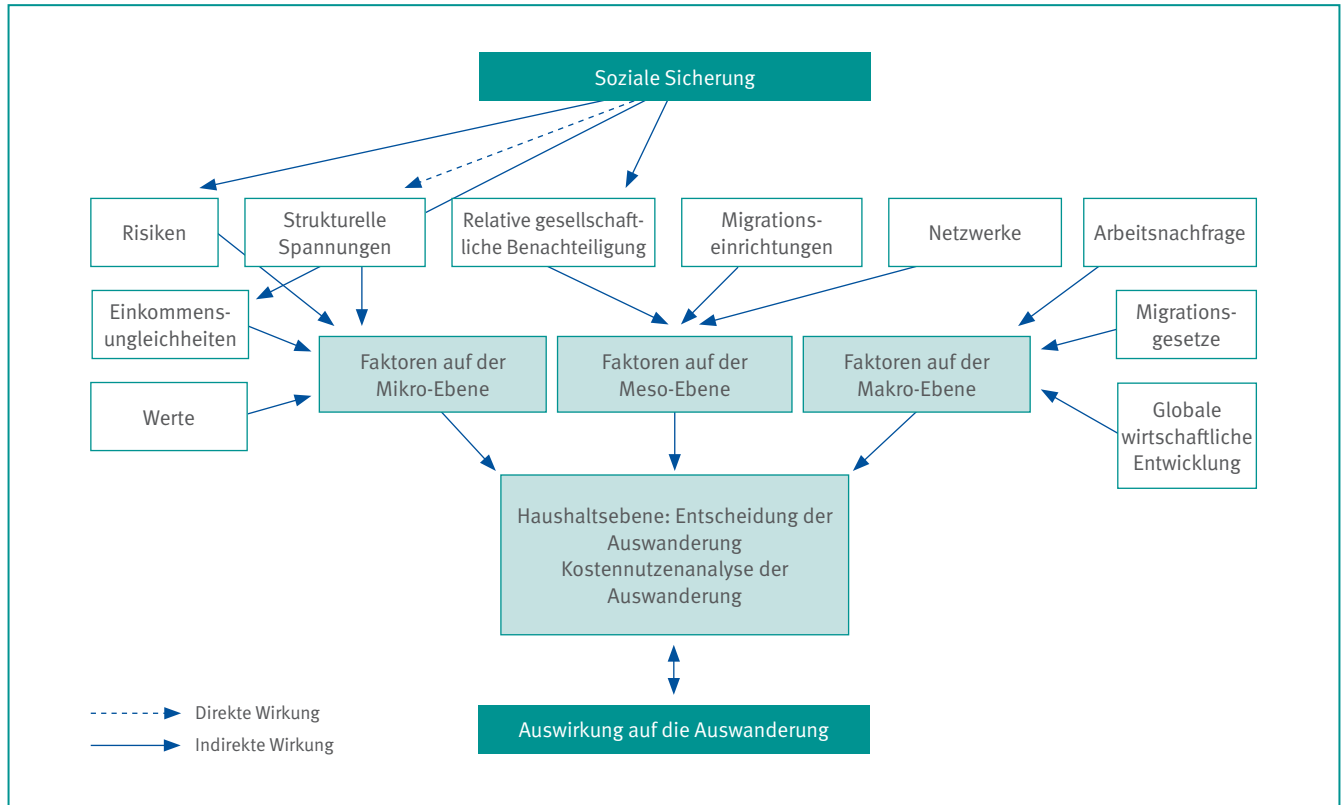 Soziale Sicherung
Risiken
Strukturelle
Spannungen
Relative gesellschaft-
liche Benachteiligung
Migrations-
einrichtungen
Netzwerke
Arbeitsnachfrage
Einkommens-
ungleichheiten
Migrations-
gesetze
Faktoren auf der
Mikro-Ebene
Faktoren auf der
Meso-Ebene
Faktoren auf der
Makro-Ebene
Werte
Globale
wirtschaftliche
Entwicklung
Haushaltsebene: Entscheidung der
Auswanderung
Kostennutzenanalyse der
Auswanderung
Direkte Wirkung
Indirekte Wirkung
Auswirkung auf die Auswanderung